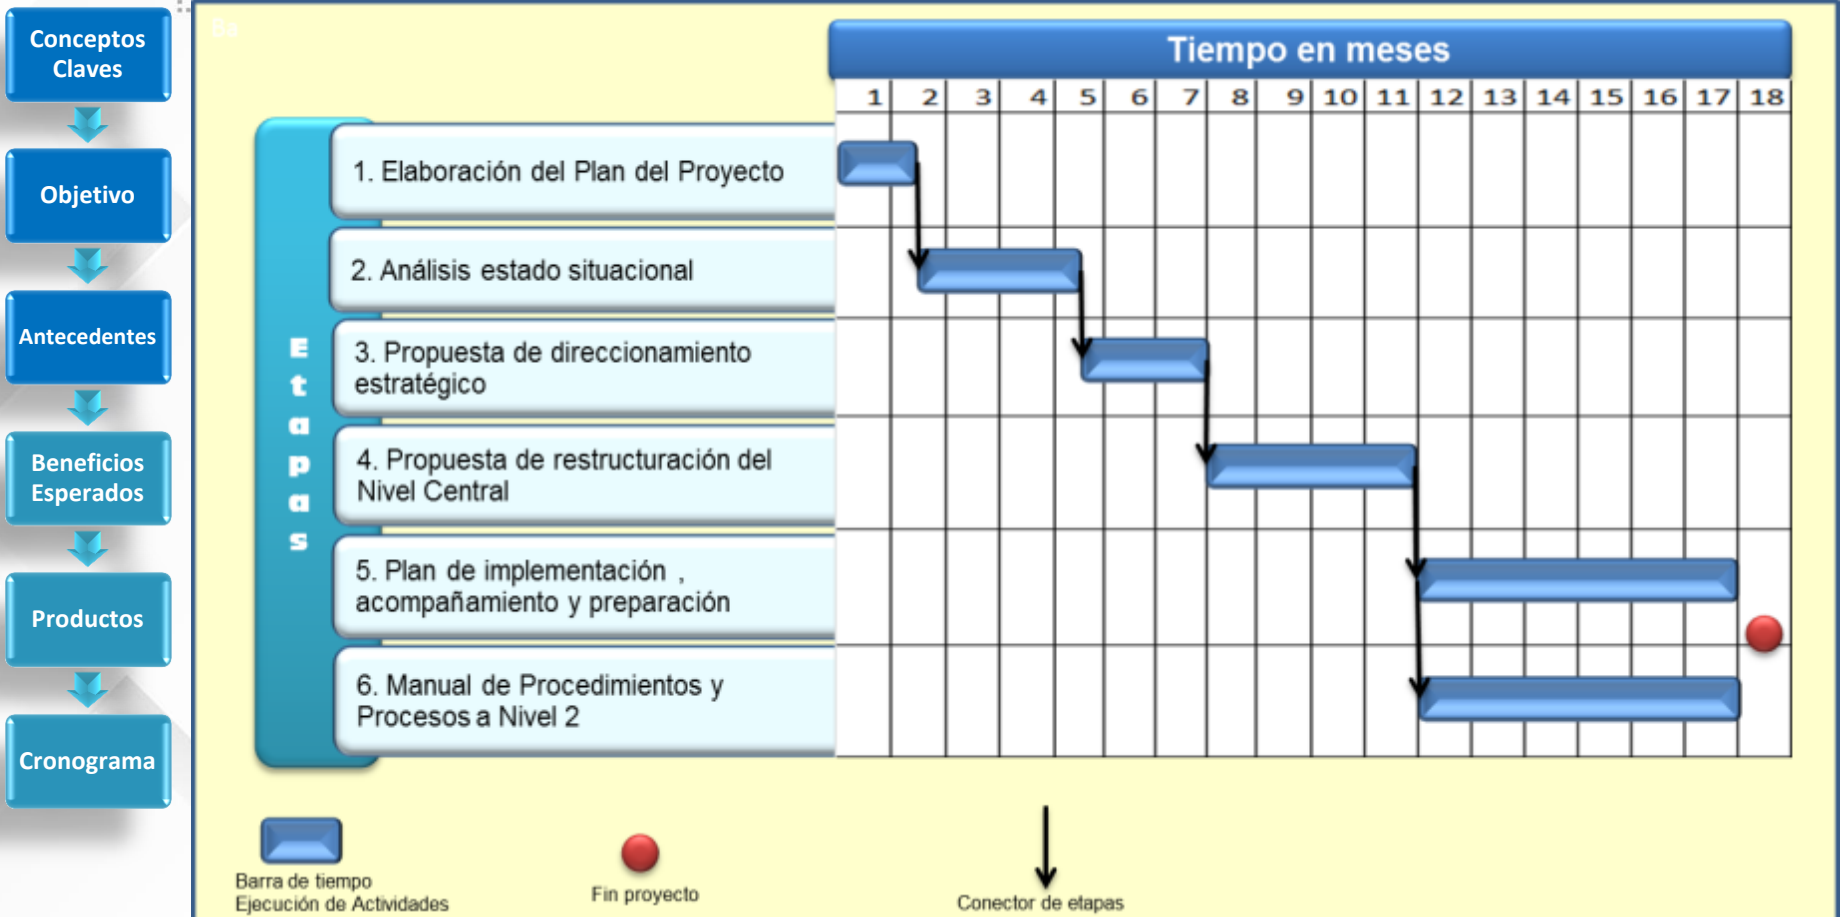 Conceptos
Claves
Objetivo
Antecedentes
Beneficios
Esperados
Productos
Cronograma
Tiempo en meses
1 2 3 4 5 6 7 8 9 10 11 12 13 14 15 16 17 18
Etapas
1. Elaboración del Plan del Proyecto
2. Análisis estado situacional
3. Propuesta de direccionamiento
estratégico
4. Propuesta de restructuración del
Nivel Central
5. Plan de implementación ,
acompañamiento y preparación
6. Manual de Procedimientos y
Procesos a Nivel 2
Barra de tiempo
Ejecución de Actividades
Fin proyecto
Conector de etapas